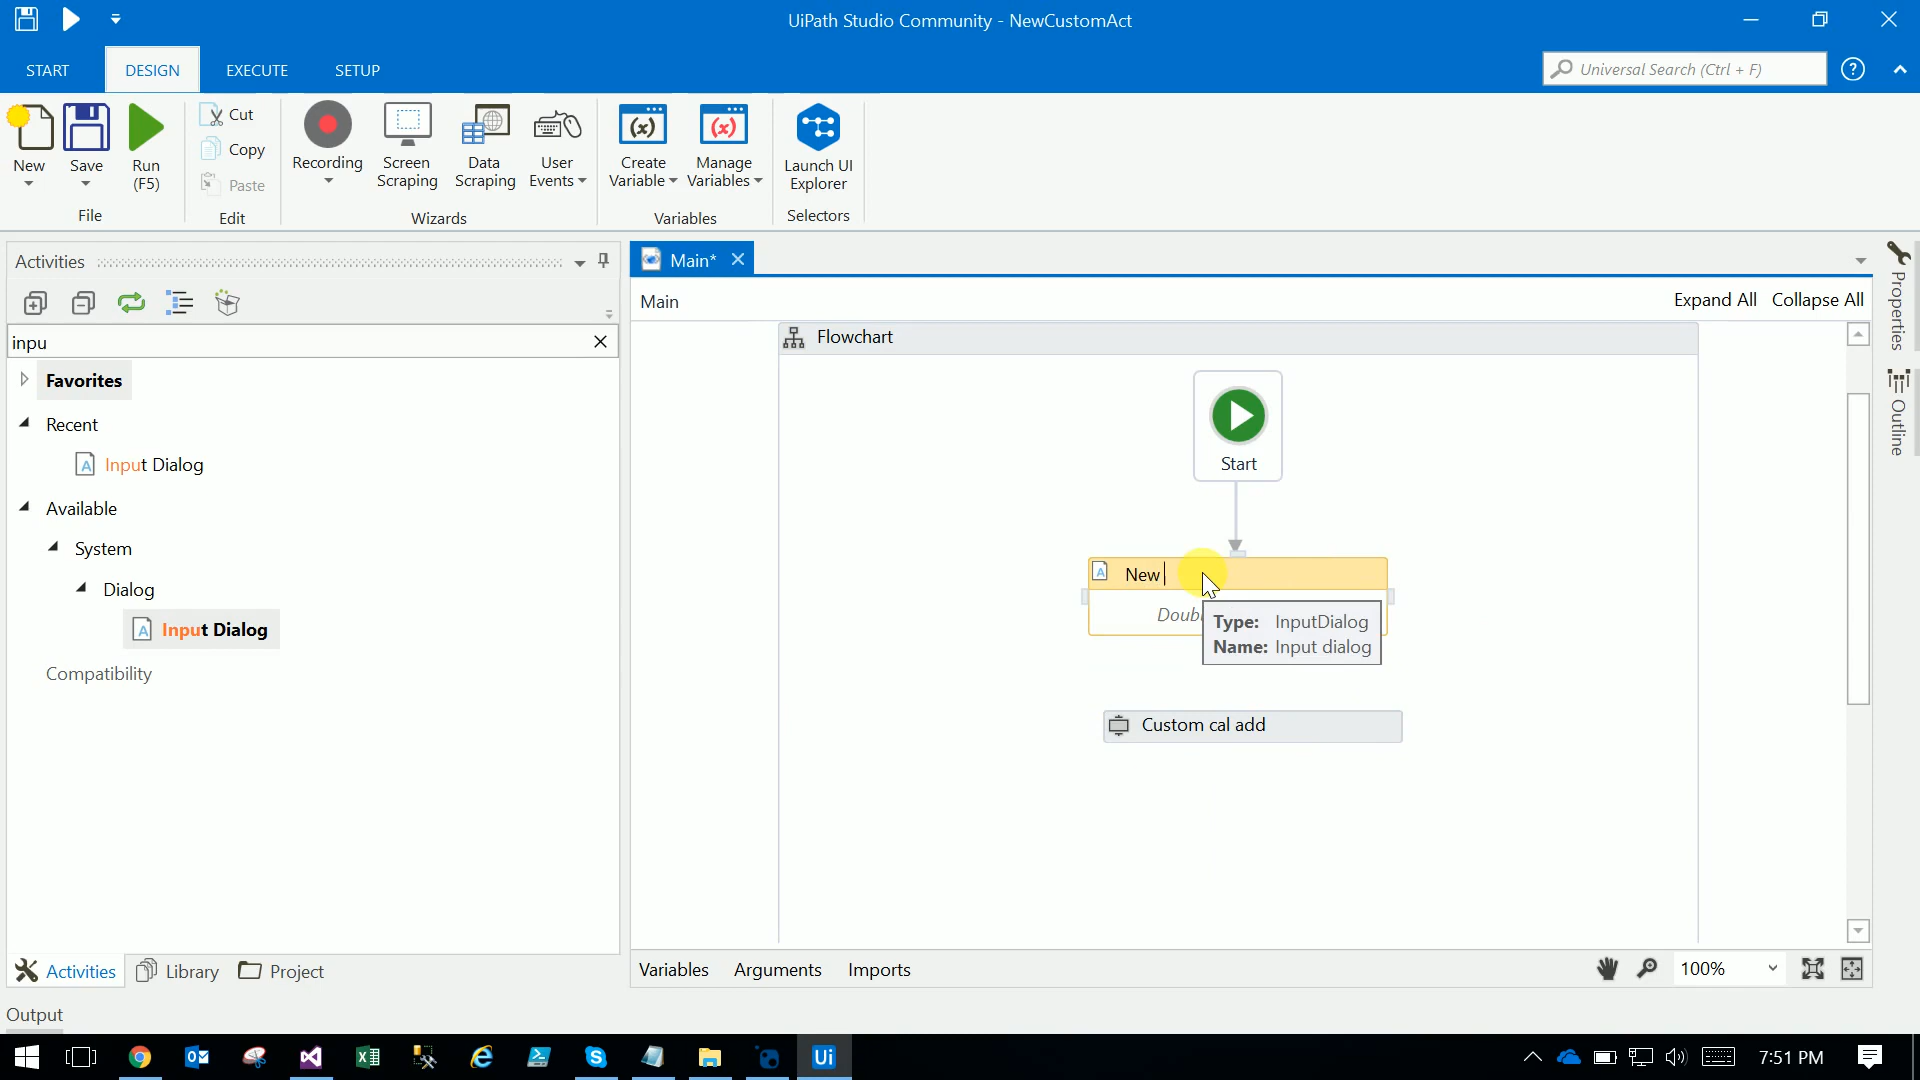 UiPath Studio Community - NewCustomAct
START
DESIGN
EXECUTE
SETUP
Universal Search (Ctrl + F)
?
New
Save
Run
(F5)
File
Cut
Copy
Paste
Edit
Recording
Screen
Scraping
Data
Scraping
User
Events
Wizards
Create
Variable
Manage
Variables
Variables
Launch UI
Explorer
Selectors
Activities
inpu
Favorites
Recent
Input Dialog
Available
System
Dialog
Input Dialog
Compatibility
Main*
Main
Expand All
Collapse All
Flowchart
Start
New
Doub
Type: InputDialog
Name: Input dialog
Custom cal add
Properties
Outline
Activities
Library
Project
Variables
Arguments
Imports
100%
Output
Ui
7:51 PM